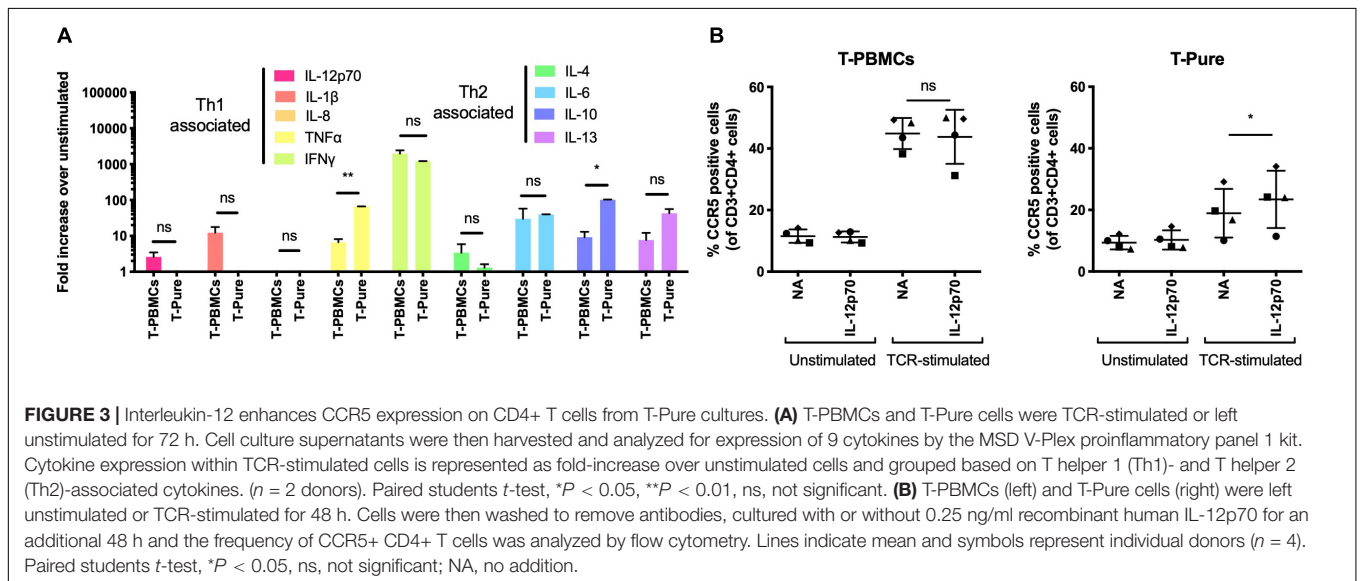 A
Fold increase over unstimulated
100000
10000
1000
100
10
1
Th1
associated
IL-12p70
IL-1β
IL-8
TNFα
IFNγ
Th2
associated
IL-4
IL-6
IL-10
IL-13
ns
ns
ns
**
ns
ns
ns
*
ns
T-PBMCs
T-Pure
T-PBMCs
T-Pure
T-PBMCs
T-Pure
T-PBMCs
T-Pure
T-PBMCs
T-Pure
T-PBMCs
T-Pure
T-PBMCs
T-Pure
T-PBMCs
T-Pure
T-PBMCs
T-Pure
B
T-PBMCs
% CCR5 positive cells
(of CD3+CD4+ cells)
60
40
20
0
ns
NA
IL-12p70
NA
IL-12p70
Unstimulated
TCR-stimulated
T-Pure
% CCR5 positive cells
(of CD3+CD4+ cells)
60
40
20
0
*
NA
IL-12p70
NA
IL-12p70
Unstimulated
TCR-stimulated
FIGURE 3 | Interleukin-12 enhances CCR5 expression on CD4+ T cells from T-Pure cultures. (A) T-PBMCs and T-Pure cells were TCR-stimulated or left
unstimulated for 72 h. Cell culture supernatants were then harvested and analyzed for expression of 9 cytokines by the MSD V-Plex proinflammatory panel 1 kit.
Cytokine expression within TCR-stimulated cells is represented as fold-increase over unstimulated cells and grouped based on T helper 1 (Th1)- and T helper 2
(Th2)-associated cytokines. (n = 2 donors). Paired students t-test, *P < 0.05, **P < 0.01, ns, not significant. (B) T-PBMCs (left) and T-Pure cells (right) were left
unstimulated or TCR-stimulated for 48 h. Cells were then washed to remove antibodies, cultured with or without 0.25 ng/ml recombinant human IL-12p70 for an
additional 48 h and the frequency of CCR5+ CD4+ T cells was analyzed by flow cytometry. Lines indicate mean and symbols represent individual donors (n = 4).
Paired students t-test, *P < 0.05, ns, not significant; NA, no addition.